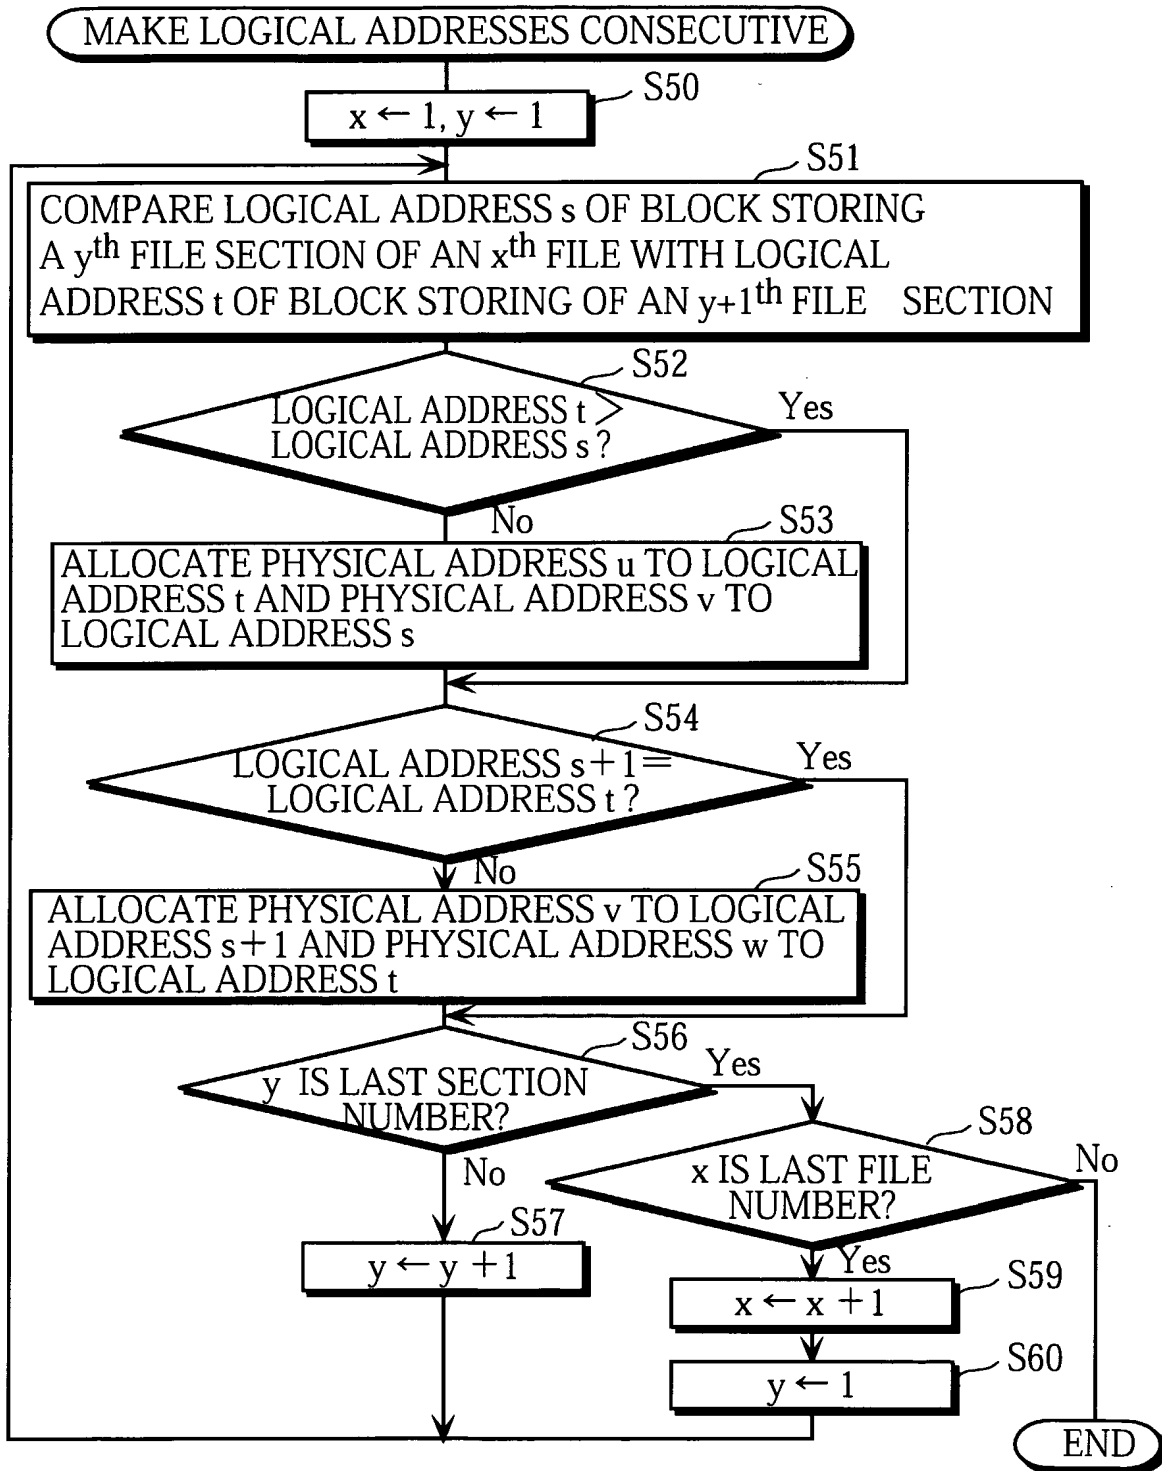 MAKE LOGICAL ADDRESSES CONSECUTIVE
S50
x ← 1, y ← 1
S51
COMPARE LOGICAL ADDRESS s OF BLOCK STORING
A yth FILE SECTION OF AN xth FILE WITH LOGICAL
ADDRESS t OF BLOCK STORING OF AN y+1th FILE SECTION
S52
LOGICAL ADDRESS t >
LOGICAL ADDRESS s?
Yes
No
S53
ALLOCATE PHYSICAL ADDRESS u TO LOGICAL
ADDRESS t AND PHYSICAL ADDRESS v TO
LOGICAL ADDRESS s
S54
LOGICAL ADDRESS s+1=
LOGICAL ADDRESS t?
Yes
No
S55
ALLOCATE PHYSICAL ADDRESS v TO LOGICAL
ADDRESS s+1 AND PHYSICAL ADDRESS w TO
LOGICAL ADDRESS t
S56
y IS LAST SECTION
NUMBER?
Yes
No
S58
x IS LAST FILE
NUMBER?
No
Yes
S57
y ← y +1
S59
x ← x +1
S60
y ← 1
END